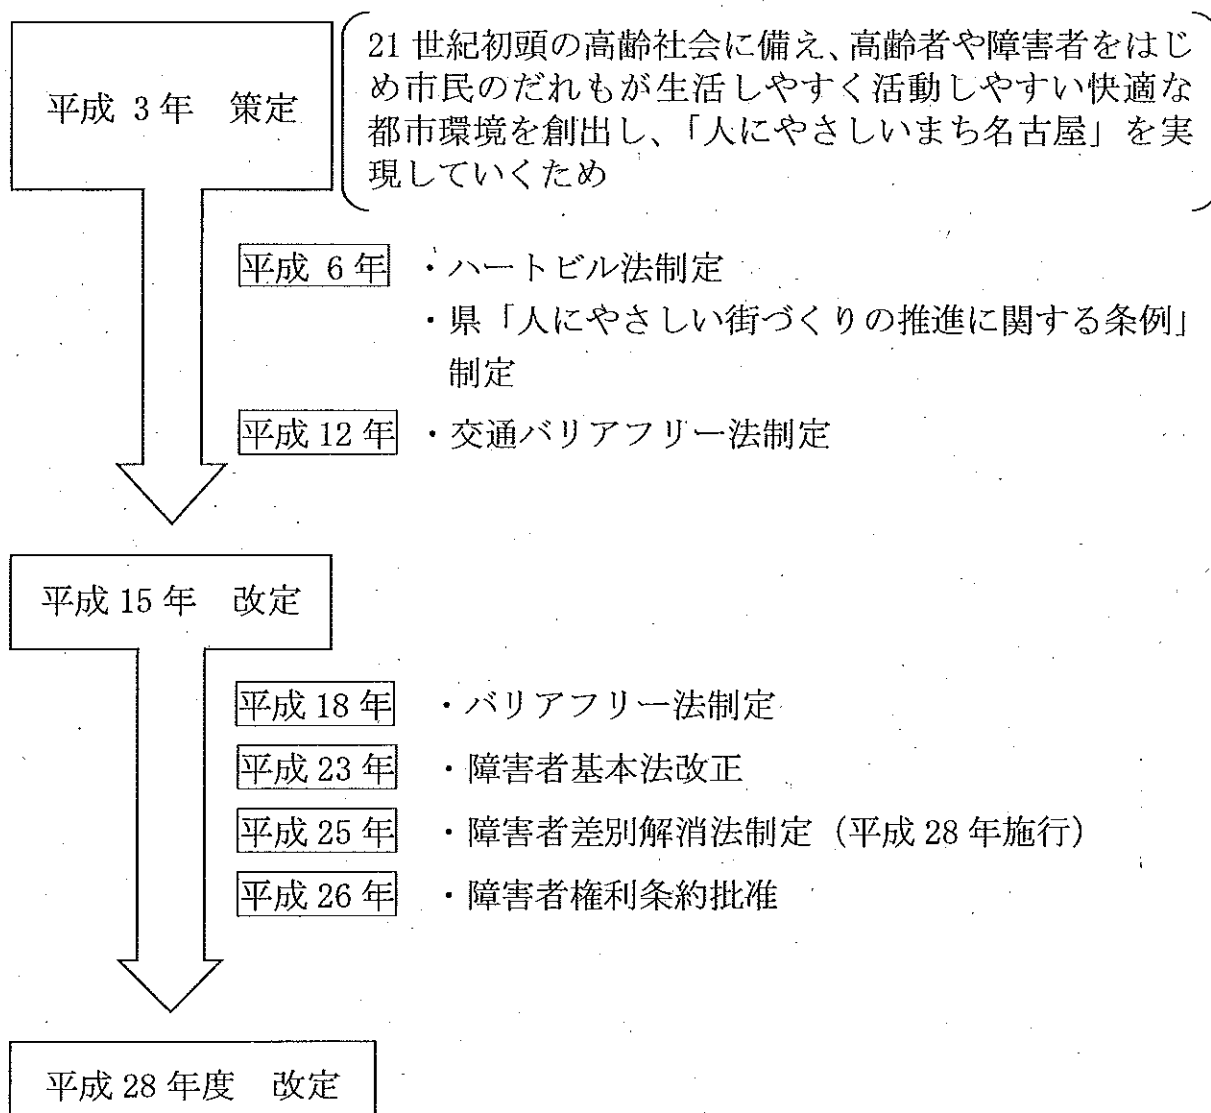 平成 3年 策定
21 世紀初頭の高齢社会に備え、高齢者や障害者をはじ
め市民のだれもが生活しやすく活動しやすい快適な
都市環境を創出し、「人にやさしいまち名古屋」を実
現していくため
平成 6年 ・ハートビル法制定
・県「人にやさしい街づくりの推進に関する条例」
制定
平成 12 年 ・交通バリアフリー法制定
平成 15 年 改定
平成 18 年 ・バリアフリー法制定
平成 23 年 ・障害者基本法改正
平成 25 年 ・障害者差別解消法制定（平成 28 年施行）
平成 26 年 ・障害者権利条約批准
平成 28 年度 改定